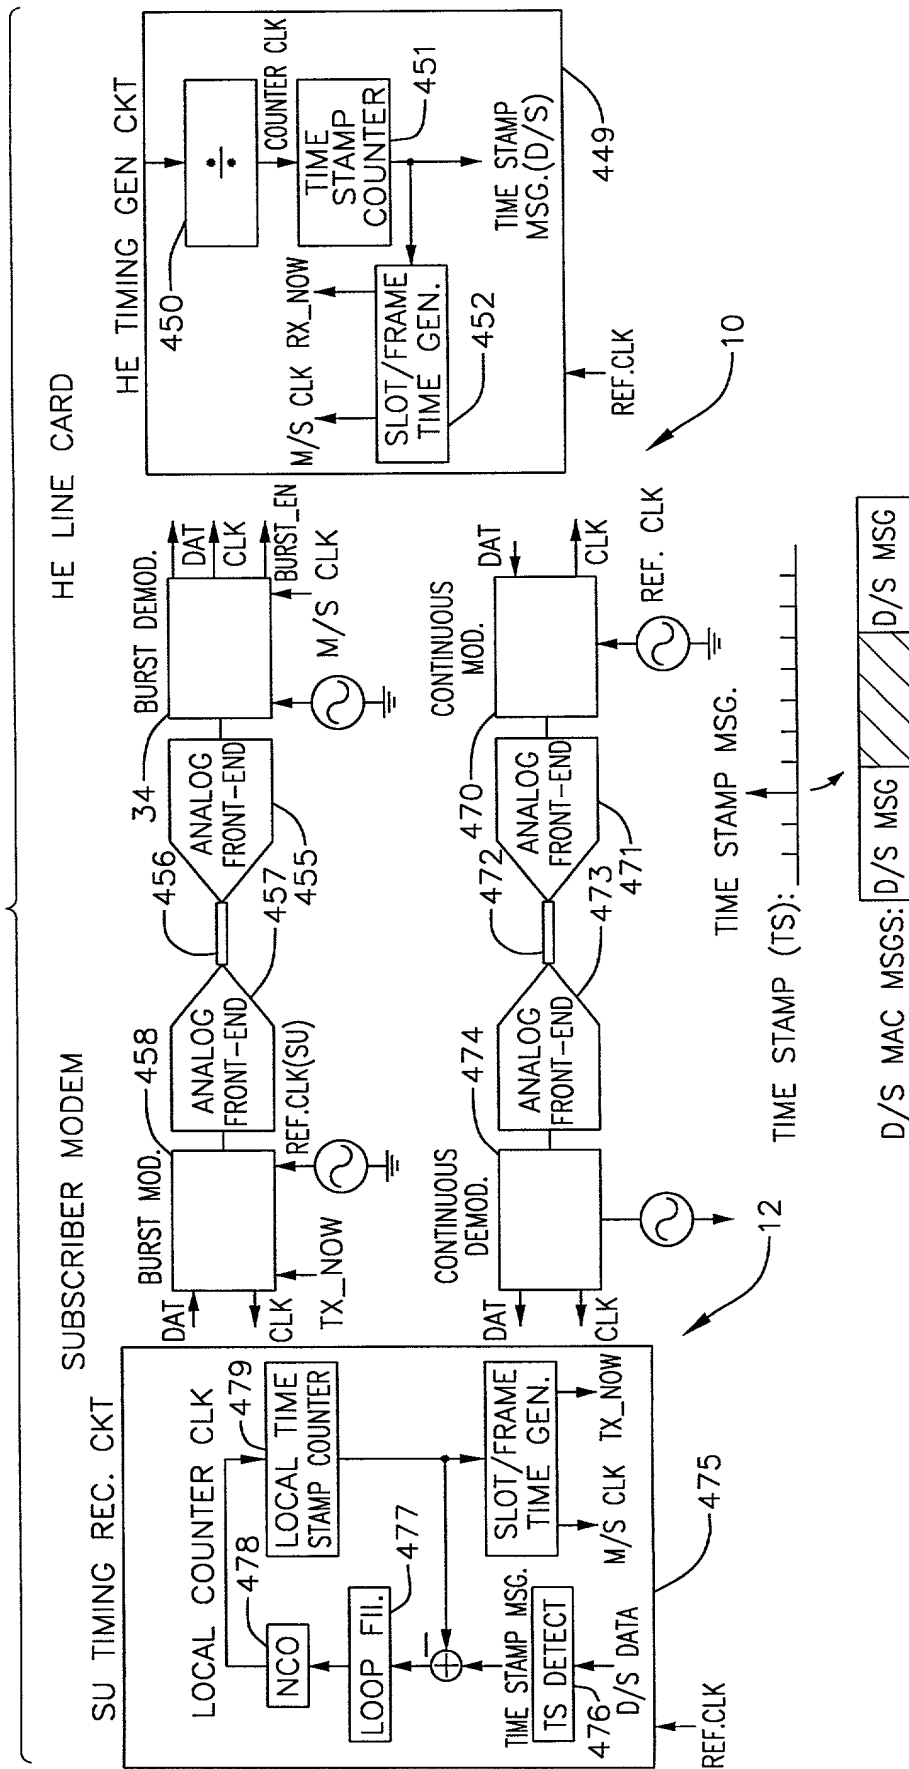 SUBSCRIBER MODEM
HE LINE CARD
SU TIMING REC. CKT
LOCAL COUNTER CLK
478
479
NCO
LOCAL TIME
STAMP COUNTER
LOOP FIl.
477
TIME STAMP MSG.
TS DETECT
476
D/S DATA
SLOT/FRAME
TIME GEN.
M/S CLK
TX_NOW
475
REF.CLK
BURST MOD.
458
DAT
CLK
TX_NOW
REF.CLK(SU)
ANALOG
FRONT-END
457
456
ANALOG
FRONT-END
455
34
BURST DEMOD.
DAT
CLK
BURST_EN
M/S CLK
CONTINUOUS
DEMOD.
474
DAT
CLK
12
ANALOG
FRONT-END
473
472
ANALOG
FRONT-END
471
470
CONTINUOUS
MOD.
DAT
CLK
REF. CLK
HE TIMING GEN CKT
450
÷
COUNTER CLK
TIME
STAMP
COUNTER
451
M/S CLK
RX_NOW
SLOT/FRAME
TIME GEN.
452
TIME STAMP
MSG.(D/S)
449
REF.CLK
10
TIME STAMP MSG.
TIME STAMP (TS):
D/S MAC MSGS:
D/S MSG
D/S MSG